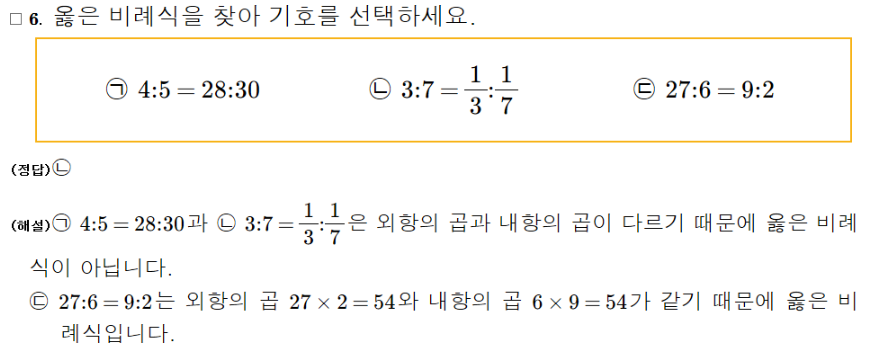 □ 6. 옳은 비례식을 찾아 기호를 선택하세요.
㉠ 4:5 = 28:30 ㉡ 3:7 = 1/3 : 1/7 ㉢ 27:6 = 9:2
(정답)㉡
(해설)㉠ 4:5 = 28:30과 ㉡ 3:7 = 1/3 : 1/7 은 외항의 곱과 내항의 곱이 다르기 때문에 옳은 비례
식이 아닙니다.
㉢ 27:6 = 9:2는 외항의 곱 27 × 2 = 54와 내항의 곱 6 × 9 = 54가 같기 때문에 옳은 비
례식입니다.